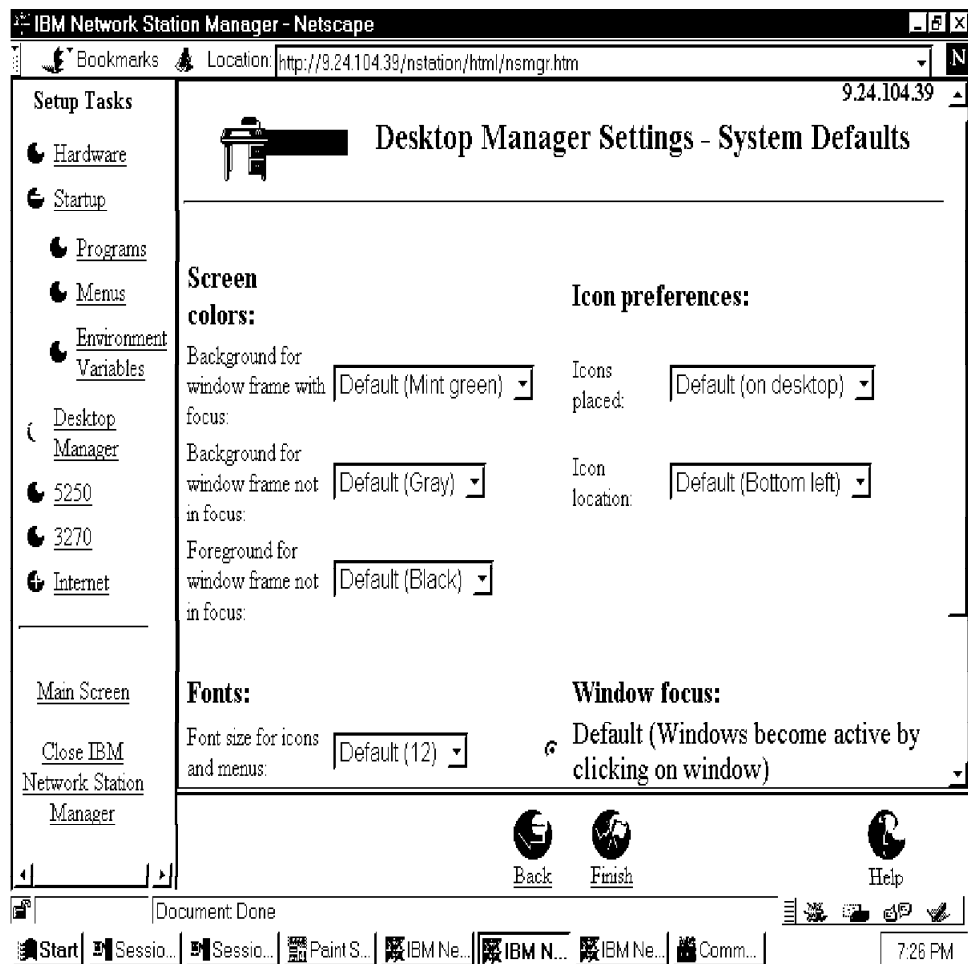 IBM Network Station Manager - Netscape
Bookmarks Location: http://9.24.104.39/nstation/html/nsmgr.htm
N
Setup Tasks
Hardware
Startup
Programs
Menus
Environment
Variables
Desktop
Manager
5250
3270
Internet
Main Screen
Close IBM
Network Station
Manager
9.24.104.39
Desktop Manager Settings - System Defaults
Screen
colors:
Background for
window frame with
focus:
Default (Mint green)
Background for
window frame not
in focus:
Default (Gray)
Foreground for
window frame not
in focus:
Default (Black)
Icon preferences:
Icons
placed:
Default (on desktop)
Icon
location:
Default (Bottom left)
Fonts:
Font size for icons
and menus:
Default (12)
Window focus:
Default (Windows become active by
clicking on window)
Back Finish Help
Document: Done
Start Sessio... Sessio... Paint S... IBM Ne... IBM N... IBM Ne... Comm... 7:26 PM